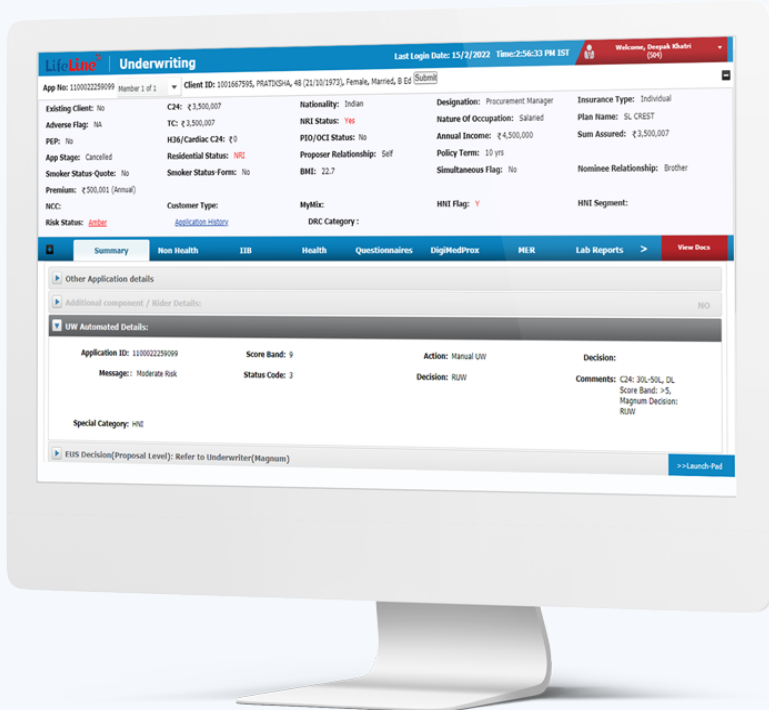 LifeLine Underwriting Last Login Date: 15/2/2022 Time:2:56:33 PM IST Welcome, Deepak Khatri
(504)
App No: 1100022259099 Member 1 of 1 Client ID: 1001667595, PRATIKSHA, 48 (21/10/1973), Female, Married, B Ed Submit
Existing Client: No C24: ₹3,500,007 Nationality: Indian Designation: Procurement Manager Insurance Type: Individual
Adverse Flag: NA TC: ₹3,500,007 NRI Status: Yes Nature Of Occupation: Salaried Plan Name: SL CREST
PEP: No H36/Cardiac C24: ₹0 PIO/OCI Status: No Annual Income: ₹4,500,000 Sum Assured: ₹3,500,007
App Stage: Cancelled Residential Status: NRI Proposer Relationship: Self Policy Term: 10 yrs
Smoker Status-Quote: No Smoker Status-Form: No BMI: 22.7 Simultaneous Flag: No Nominee Relationship: Brother
Premium: ₹500,001 (Annual)
NCC: Customer Type: MyMix: HNI Flag: Y HNI Segment:
Risk Status: Amber Application History DRC Category :
Summary Non Health IIB Health Questionnaires DigiMedProx MER Lab Reports > View Docs
Other Application details
Additional component / Rider Details: NO
UW Automated Details:
Application ID: 1100022259099 Score Band: 9 Action: Manual UW Decision:
Message:: Moderate Risk Status Code: 3 Decision: RUW Comments: C24: 30L-50L, DL
Score Band: >5,
Magnum Decision:
RUW
Special Category: HNI
EUS Decision(Proposal Level): Refer to Underwriter(Magnum)
>>Launch-Pad